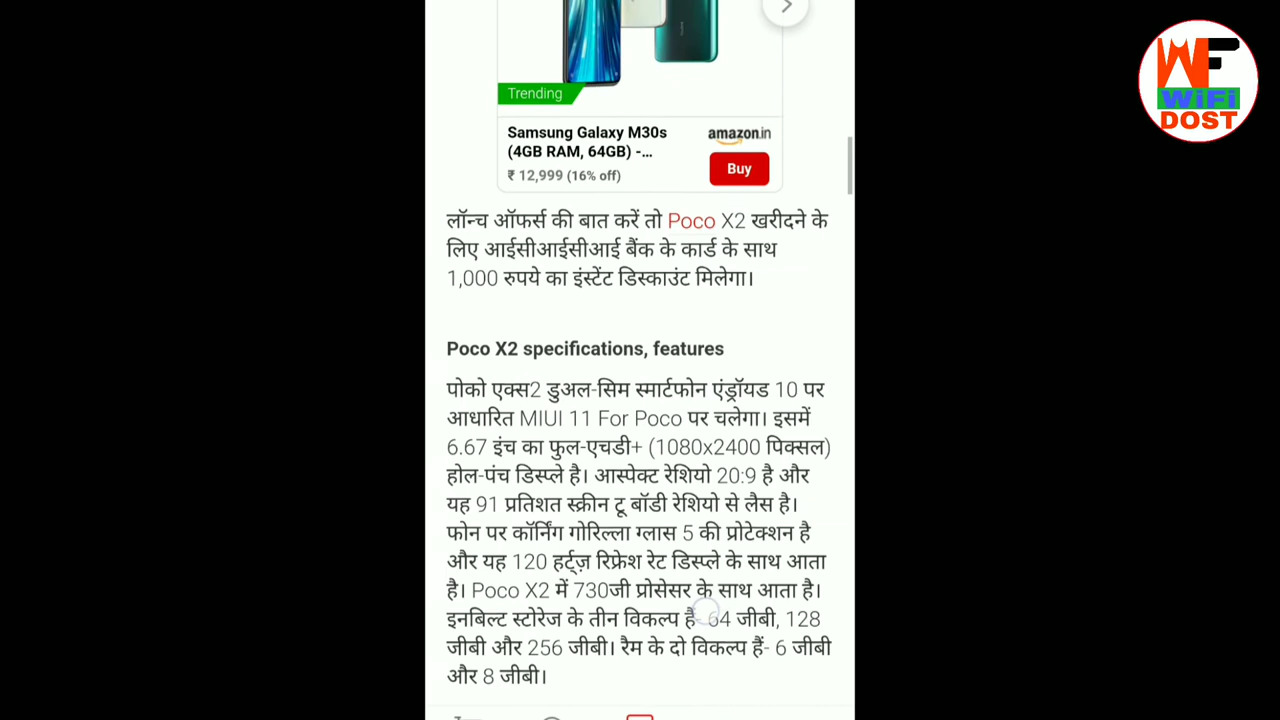 WF
WiFi
DOST
Trending
Samsung Galaxy M30s
(4GB RAM, 64GB) -...
amazon.in
₹ 12,999 (16% off)
Buy
लॉन्च ऑफर्स की बात करें तो Poco X2 खरीदने के
लिए आईसीआईसीआई बैंक के कार्ड के साथ
1,000 रुपये का इंस्टेंट डिस्काउंट मिलेगा।
Poco X2 specifications, features
पोको एक्स2 डुअल-सिम स्मार्टफोन एंड्रॉयड 10 पर
आधारित MIUI 11 For Poco पर चलेगा। इसमें
6.67 इंच का फुल-एचडी+ (1080x2400 पिक्सल)
होल-पंच डिस्प्ले है। आस्पेक्ट रेशियो 20:9 है और
यह 91 प्रतिशत स्क्रीन टू बॉडी रेशियो से लैस है।
फोन पर कॉर्निंग गोरिल्ला ग्लास 5 की प्रोटेक्शन है
और यह 120 हर्ट्ज़ रिफ्रेश रेट डिस्प्ले के साथ आता
है। Poco X2 में 730जी प्रोसेसर के साथ आता है।
इनबिल्ट स्टोरेज के तीन विकल्प हैं- 64 जीबी, 128
जीबी और 256 जीबी। रैम के दो विकल्प हैं- 6 जीबी
और 8 जीबी।